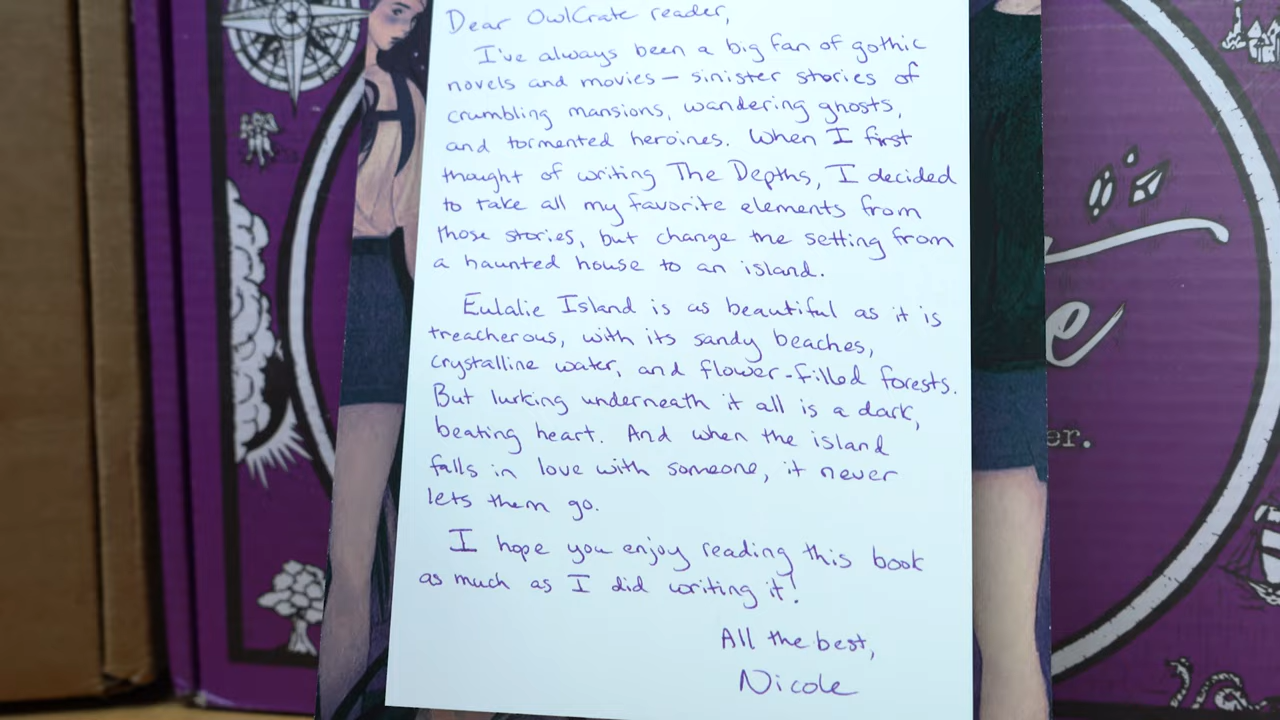 Dear OwlCrate reader,
I've always been a big fan of gothic
novels and movies — sinister stories of
crumbling mansions, wandering ghosts,
and tormented heroines. When I first
thought of writing The Depths, I decided
to take all my favorite elements from
those stories, but change the setting from
a haunted house to an island.
Eulalie Island is as beautiful as it is
treacherous, with its sandy beaches,
crystalline water, and flower-filled forests.
But lurking underneath it all is a dark,
beating heart. And when the island
falls in love with someone, it never
lets them go.
I hope you enjoy reading this book
as much as I did writing it!
All the best,
Nicole
er.